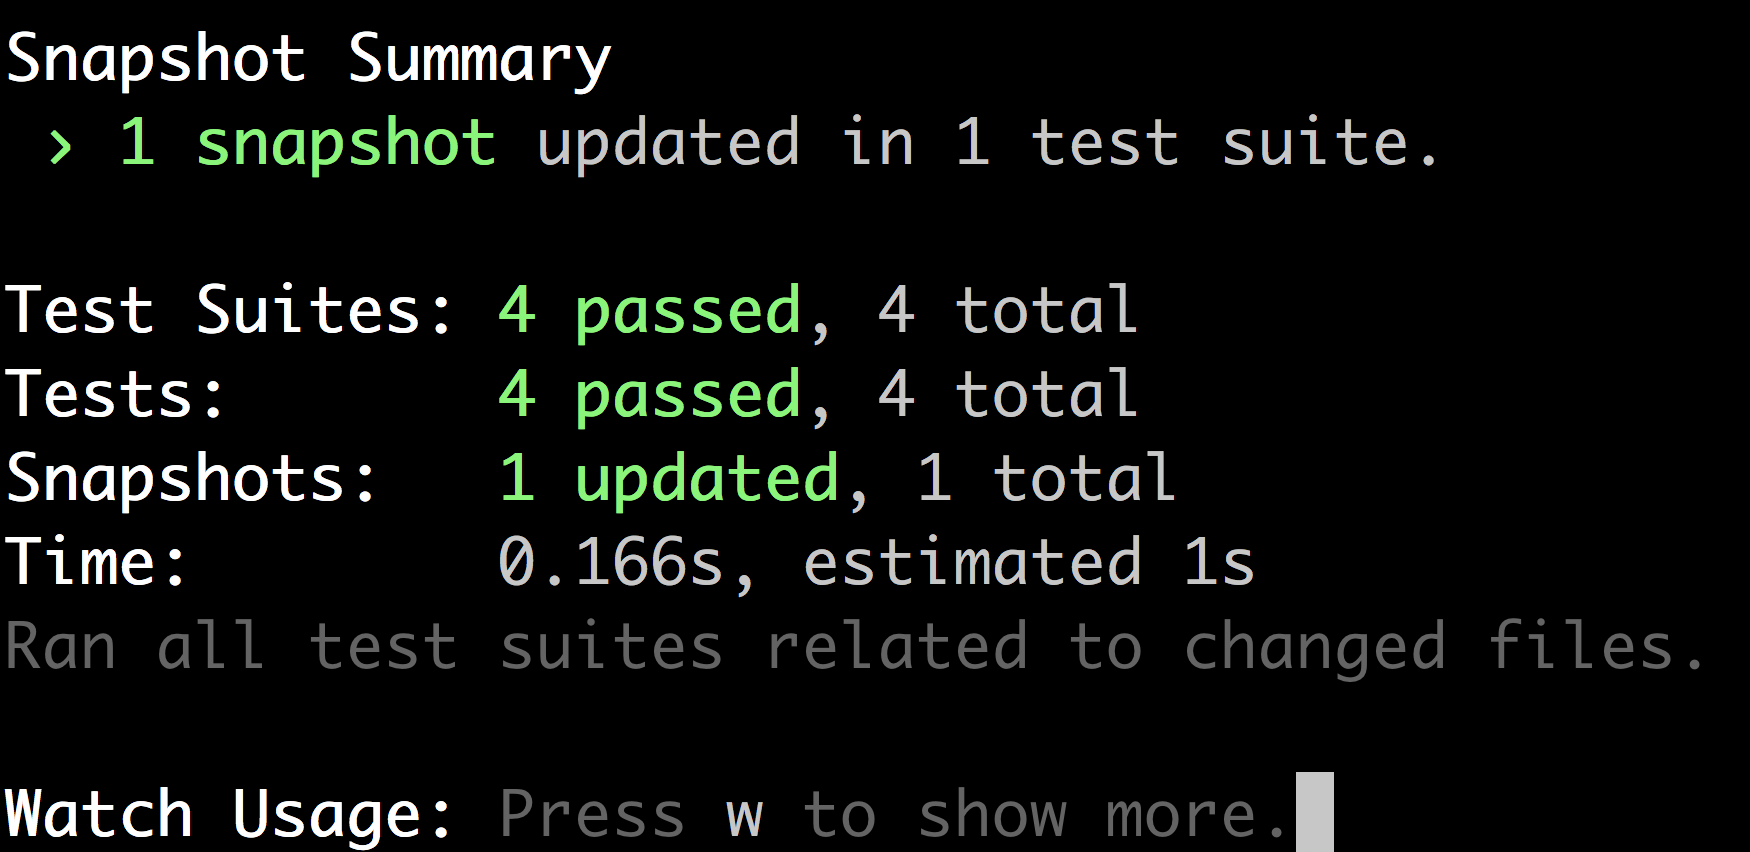 Snapshot Summary
› 1 snapshot updated in 1 test suite.
Test Suites: 4 passed, 4 total
Tests: 4 passed, 4 total
Snapshots: 1 updated, 1 total
Time: 0.166s, estimated 1s
Ran all test suites related to changed files.
Watch Usage: Press w to show more.